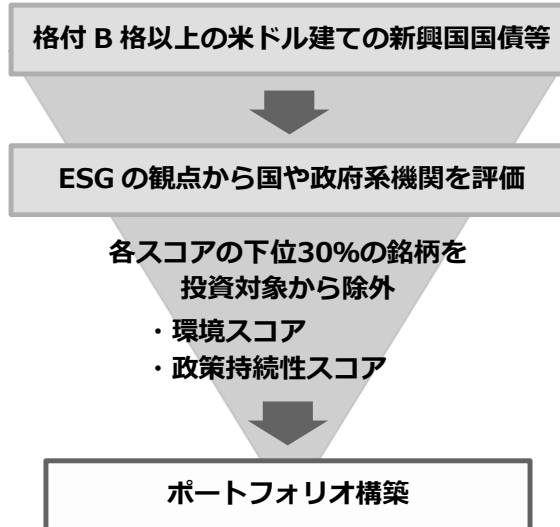 格付 B 格以上の米ドル建ての新興国国債等
ESG の観点から国や政府系機関を評価
各スコアの下位30%の銘柄を
投資対象から除外
・環境スコア
・政策持続性スコア
ポートフォリオ構築